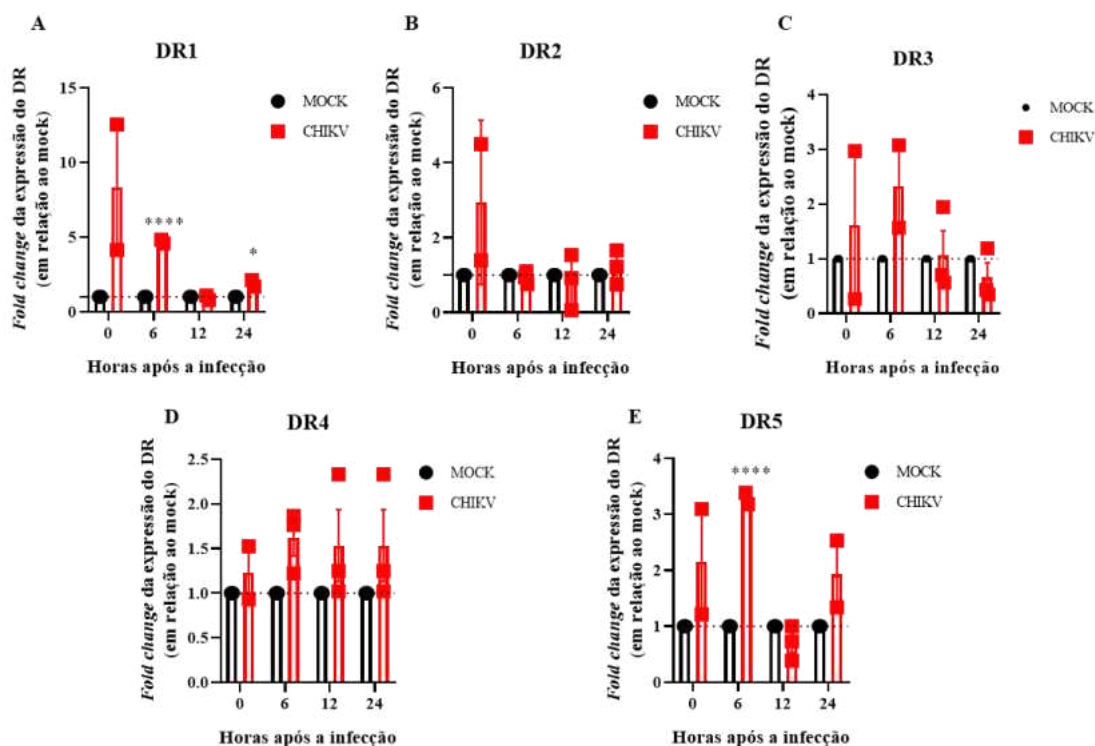 A
DR1
Fold change da expressão do DR
(em relação ao mock)
15
10
5
0
****
*
MOCK
CHIKV
0 6 12 24
Horas após a infecção
B
DR2
Fold change da expressão do DR
(em relação ao mock)
6
4
2
0
MOCK
CHIKV
0 6 12 24
Horas após a infecção
C
DR3
Fold change da expressão do DR
(em relação ao mock)
4
3
2
1
0
MOCK
CHIKV
0 6 12 24
Horas após a infecção
D
DR4
Fold change da expressão do DR
(em relação ao mock)
2.5
2.0
1.5
1.0
0.5
0.0
MOCK
CHIKV
0 6 12 24
Horas após a infecção
E
DR5
Fold change da expressão do DR
(em relação ao mock)
4
3
2
1
0
****
MOCK
CHIKV
0 6 12 24
Horas após a infecção